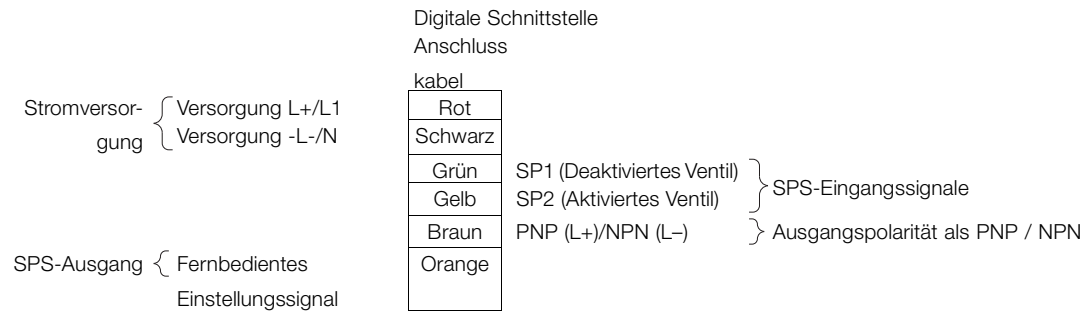 Digitale Schnittstelle
Anschluss
kabel
Stromversor-
gung
Versorgung L+/L1
Versorgung -L-/N
Rot
Schwarz
Grün
SP1 (Deaktiviertes Ventil)
Gelb
SP2 (Aktiviertes Ventil)
SPS-Eingangssignale
Braun
PNP (L+)/NPN (L–)
Ausgangspolarität als PNP / NPN
SPS-Ausgang
Fernbedientes
Einstellungssignal
Orange